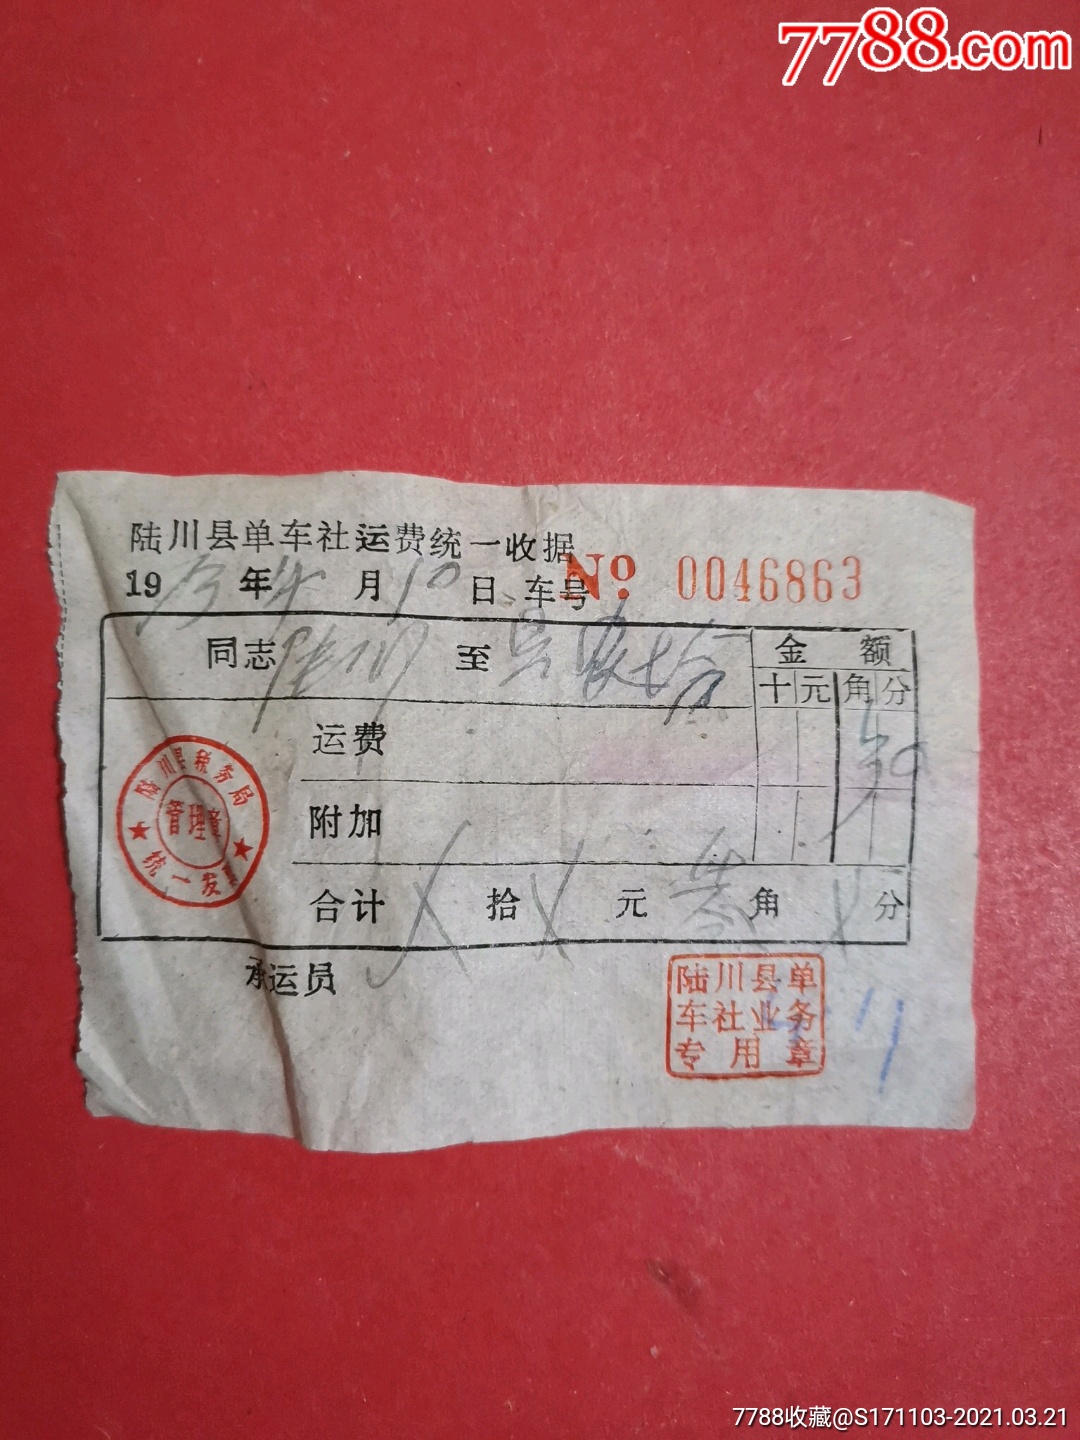 7788.com
陆川县单车社运费统一收据
19 年 4 月 10 日 车号 No 0046863
同志 陆川 至 金额
十 元 角 分
运费
附加
合计 拾 元 角 分
陆川县税务局
管理章
统一发票
承运员
陆川县单
车社业务
专用章
7788收藏@S171103-2021.03.21